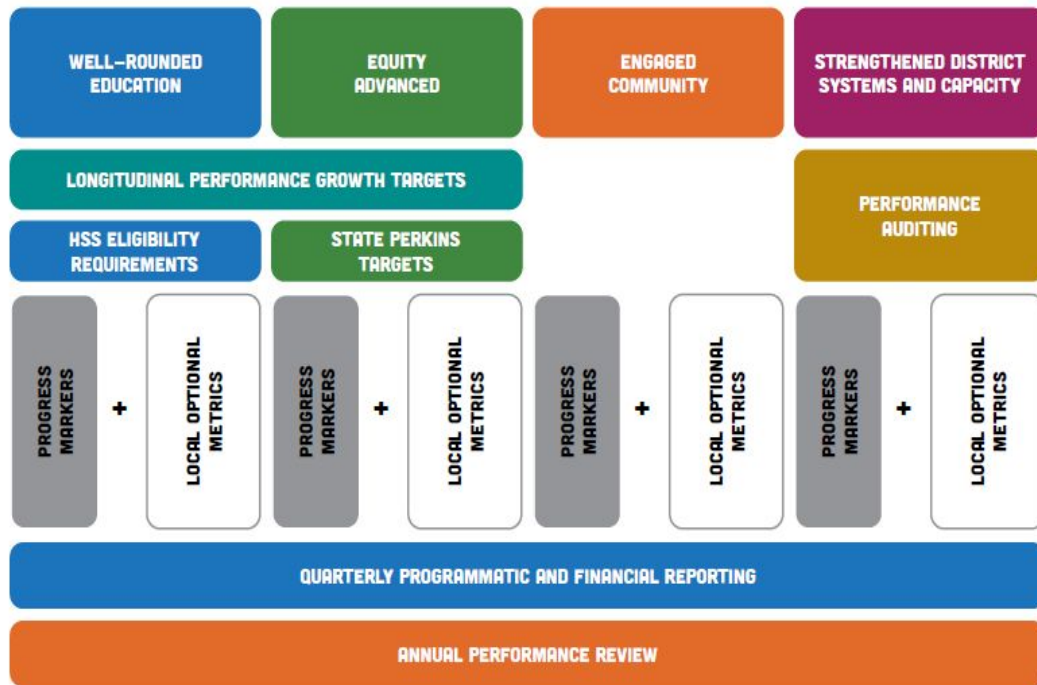 WELL-ROUNDED
EDUCATION
EQUITY
ADVANCED
ENGAGED
COMMUNITY
STRENGTHENED DISTRICT
SYSTEMS AND CAPACITY
LONGITUDINAL PERFORMANCE GROWTH TARGETS
PERFORMANCE
AUDITING
HSS ELIGIBILITY
REQUIREMENTS
STATE PERKINS
TARGETS
PROGRESS
MARKERS
+
LOCAL OPTIONAL
METRICS
PROGRESS
MARKERS
+
LOCAL OPTIONAL
METRICS
PROGRESS
MARKERS
+
LOCAL OPTIONAL
METRICS
PROGRESS
MARKERS
+
LOCAL OPTIONAL
METRICS
QUARTERLY PROGRAMMATIC AND FINANCIAL REPORTING
ANNUAL PERFORMANCE REVIEW